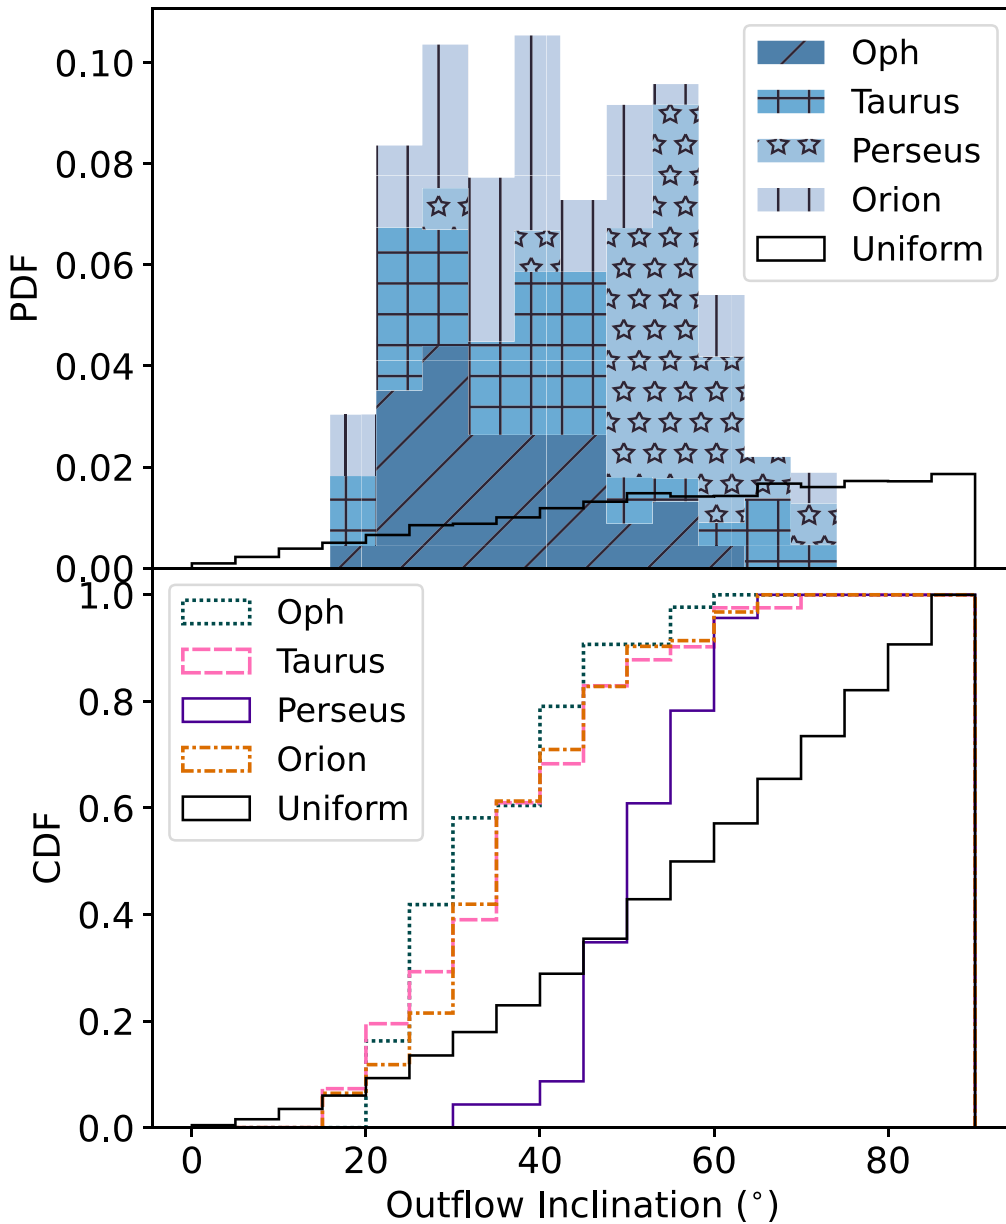 PDF
0.10
0.08
0.06
0.04
0.02
0.00
Oph
Taurus
Perseus
Orion
Uniform
CDF
1.0
0.8
0.6
0.4
0.2
0.0
Oph
Taurus
Perseus
Orion
Uniform
0 20 40 60 80
Outflow Inclination (°)